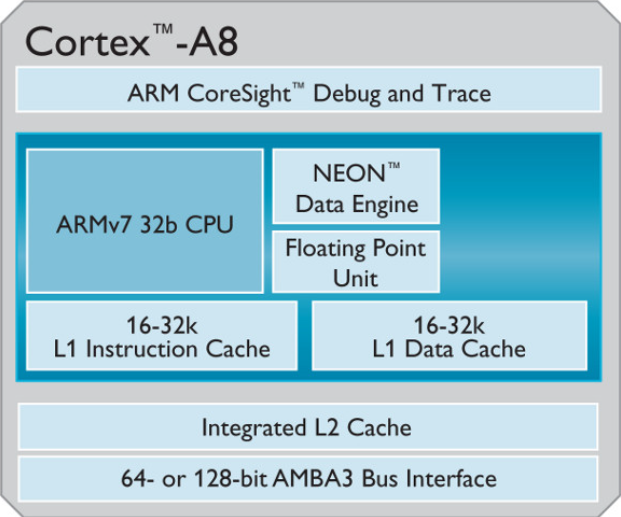 Cortex™-A8
ARM CoreSight™ Debug and Trace
ARMv7 32b CPU
NEON™
Data Engine
Floating Point
Unit
16-32k
L1 Instruction Cache
16-32k
L1 Data Cache
Integrated L2 Cache
64- or 128-bit AMBA3 Bus Interface